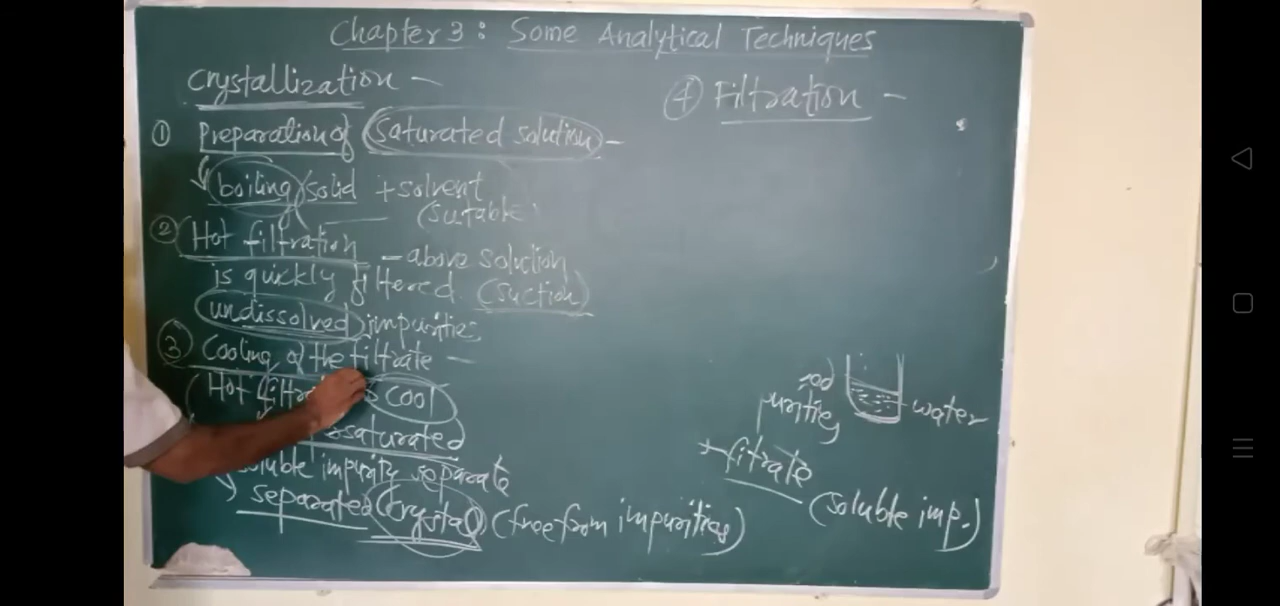 Chapter 3 : Some Analytical Techniques
Crystallization —
① Preparation of saturated solution —
boiling solid + solvent
(suitable)
② Hot filtration — above solution
is quickly filtered (suction)
undissolved impurities
③ Cooling of the filtrate —
Hot cool
soluble impurity separate
separated crystal (free from impurities)
④ Filtration —
water
filtrate
(soluble imp.)